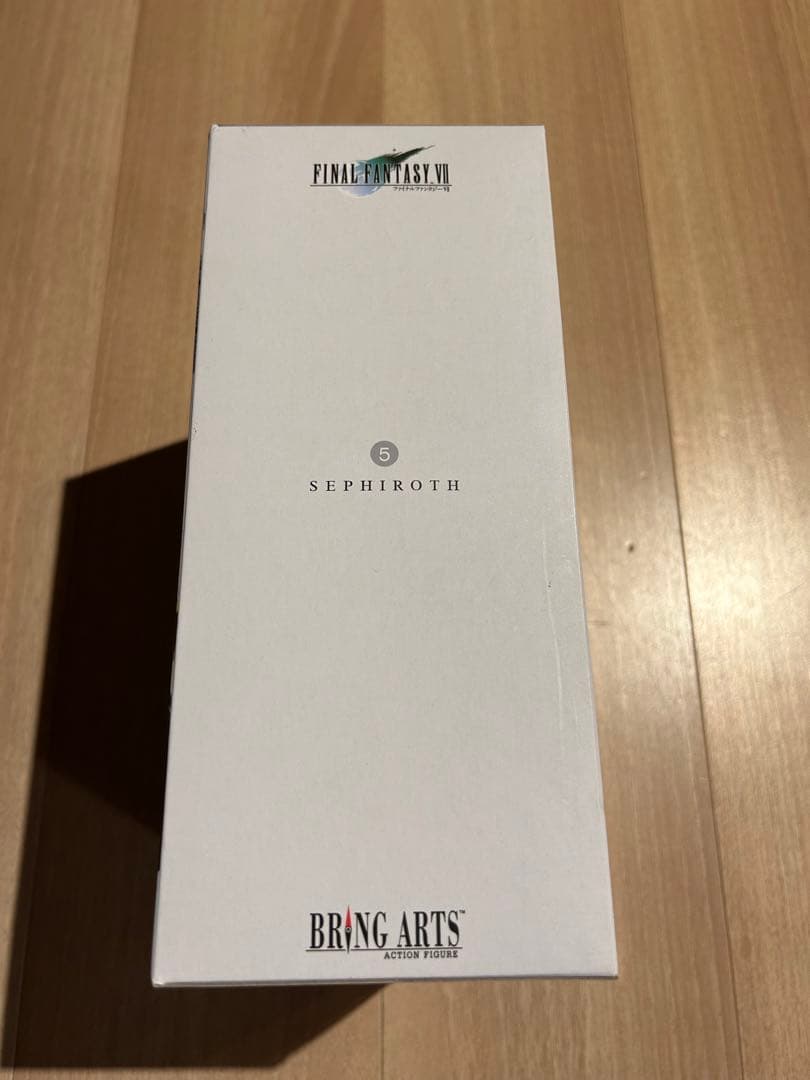 FINAL FANTASY VII
ファイナルファンタジーVII
5
SEPHIROTH
BRING ARTS™
ACTION FIGURE